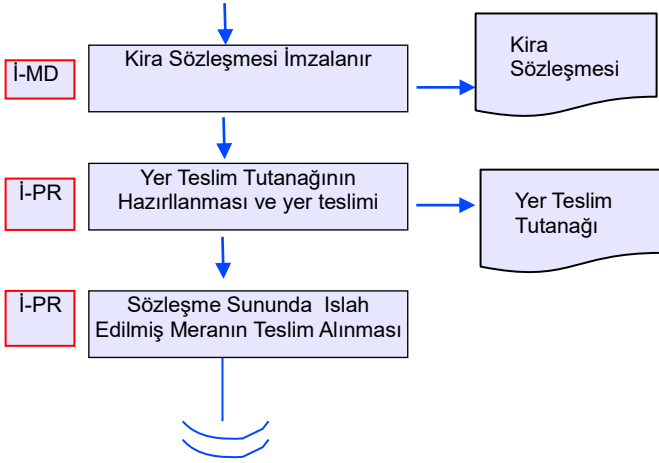 İ-MD
Kira Sözleşmesi İmzalanır
Kira
Sözleşmesi
İ-PR
Yer Teslim Tutanağının
Hazırllanması ve yer teslimi
Yer Teslim
Tutanağı
İ-PR
Sözleşme Sununda Islah
Edilmiş Meranın Teslim Alınması